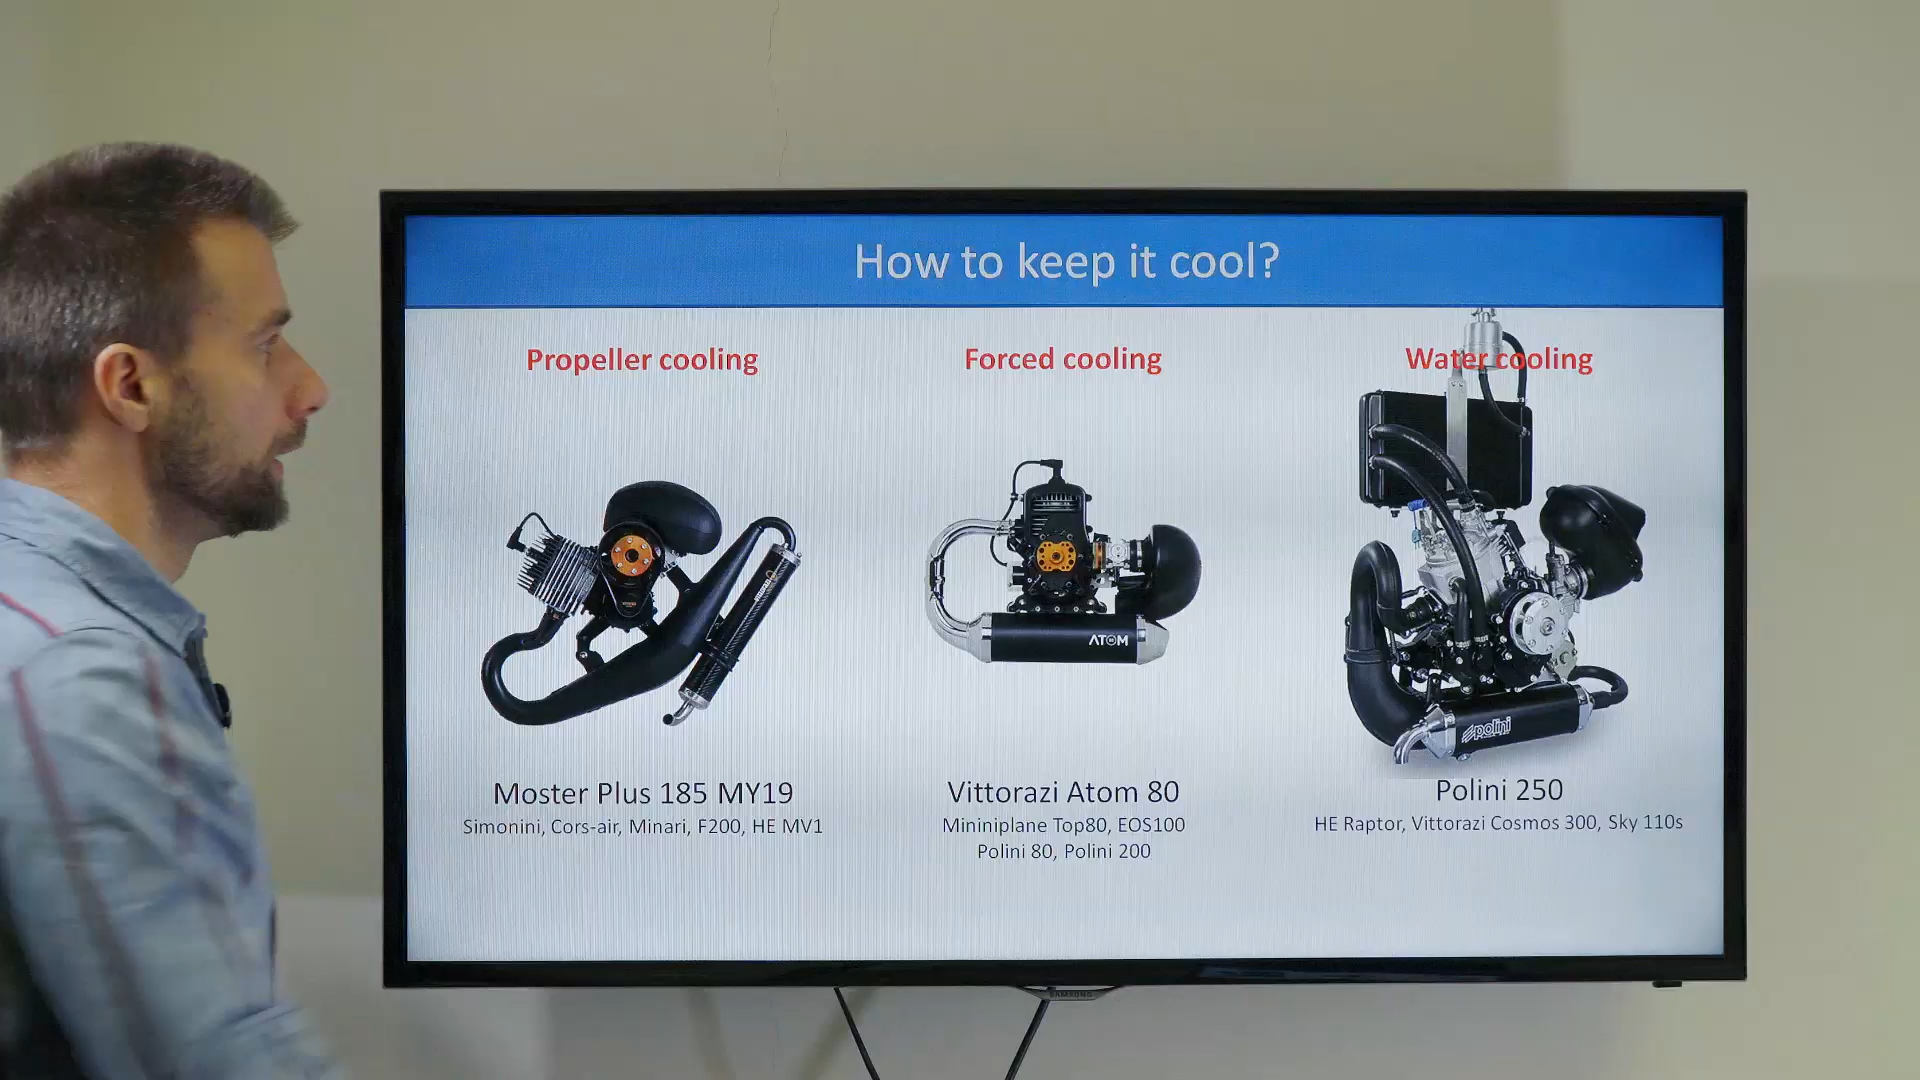 How to keep it cool?
Propeller cooling
Forced cooling
Water cooling
ATOM
polini
Moster Plus 185 MY19
Simonini, Cors-air, Minari, F200, HE MV1
Vittorazi Atom 80
Mininiplane Top80, EOS100
Polini 80, Polini 200
Polini 250
HE Raptor, Vittorazi Cosmos 300, Sky 110s
SAMSUNG